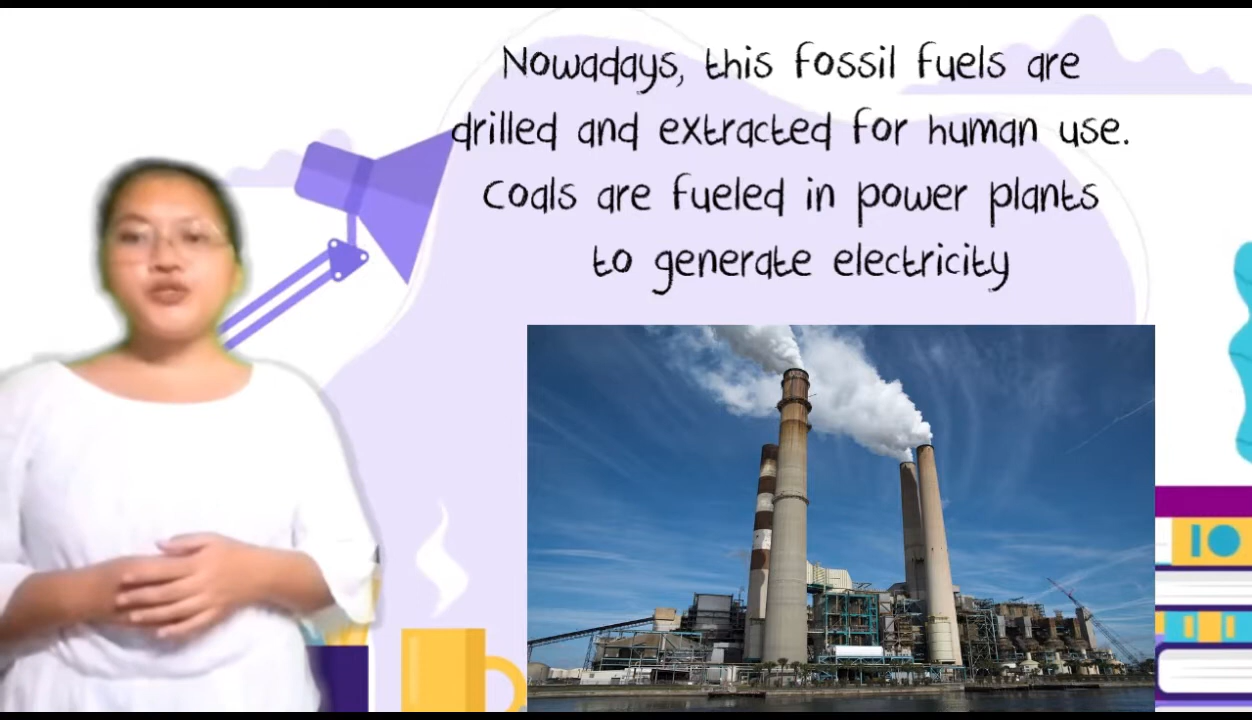 Nowadays, this fossil fuels are
drilled and extracted for human use.
Coals are fueled in power plants
to generate electricity